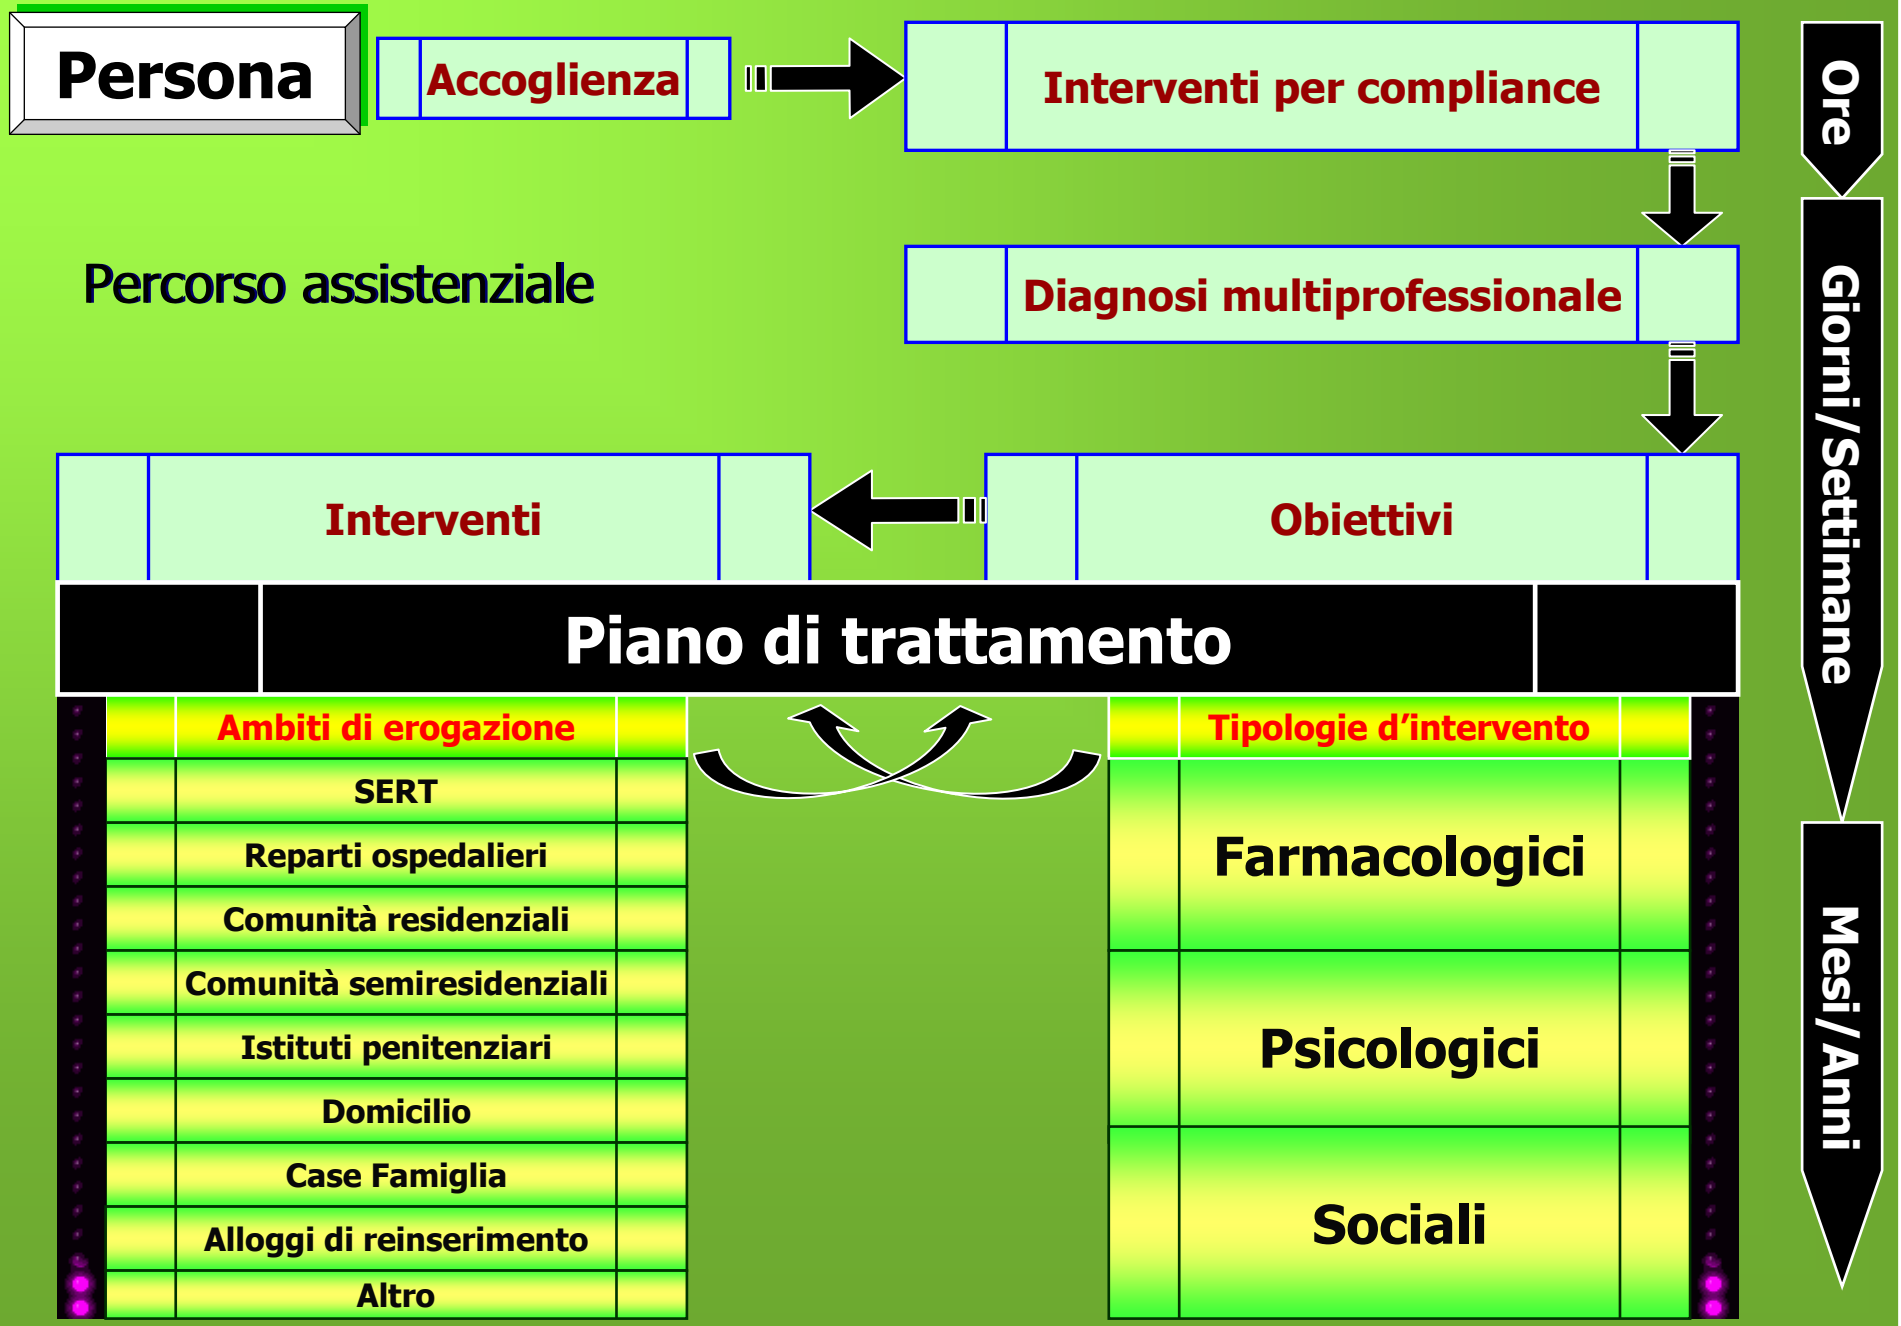 Persona
Accoglienza
Interventi per compliance
Ore
Percorso assistenziale
Diagnosi multiprofessionale
Giorni/Settimane
Interventi
Obiettivi
Piano di trattamento
Ambiti di erogazione
SERT
Reparti ospedalieri
Comunità residenziali
Comunità semiresidenziali
Istituti penitenziari
Domicilio
Case Famiglia
Alloggi di reinserimento
Altro
Tipologie d’intervento
Farmacologici
Psicologici
Sociali
Mesi/Anni